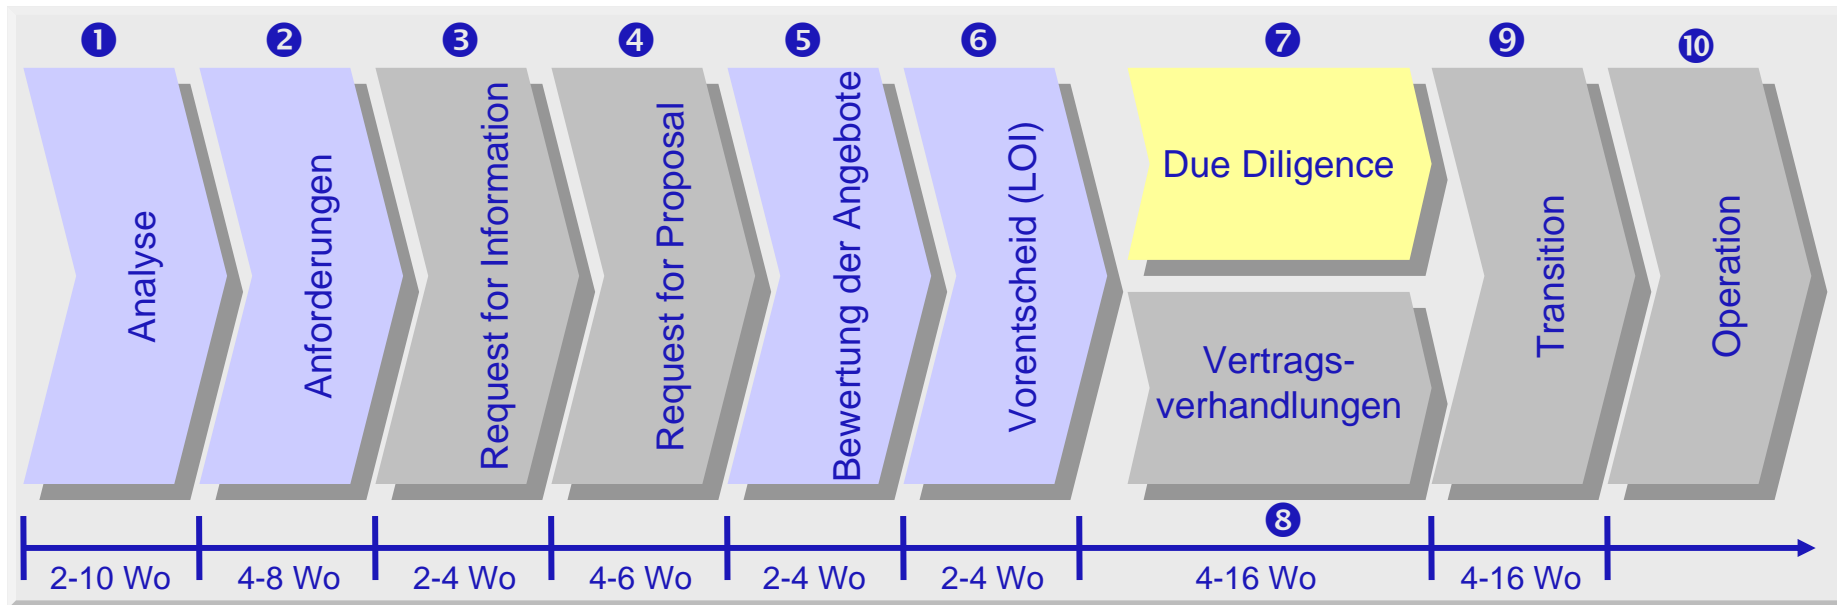 ❶
❷
❸
❹
❺
❻
❼
❾
❿
Analyse
Anforderungen
Request for Information
Request for Proposal
Bewertung der Angebote
Vorentscheid (LOI)
Due Diligence
Vertrags-
verhandlungen
Transition
Operation
❽
2-10 Wo
4-8 Wo
2-4 Wo
4-6 Wo
2-4 Wo
2-4 Wo
4-16 Wo
4-16 Wo